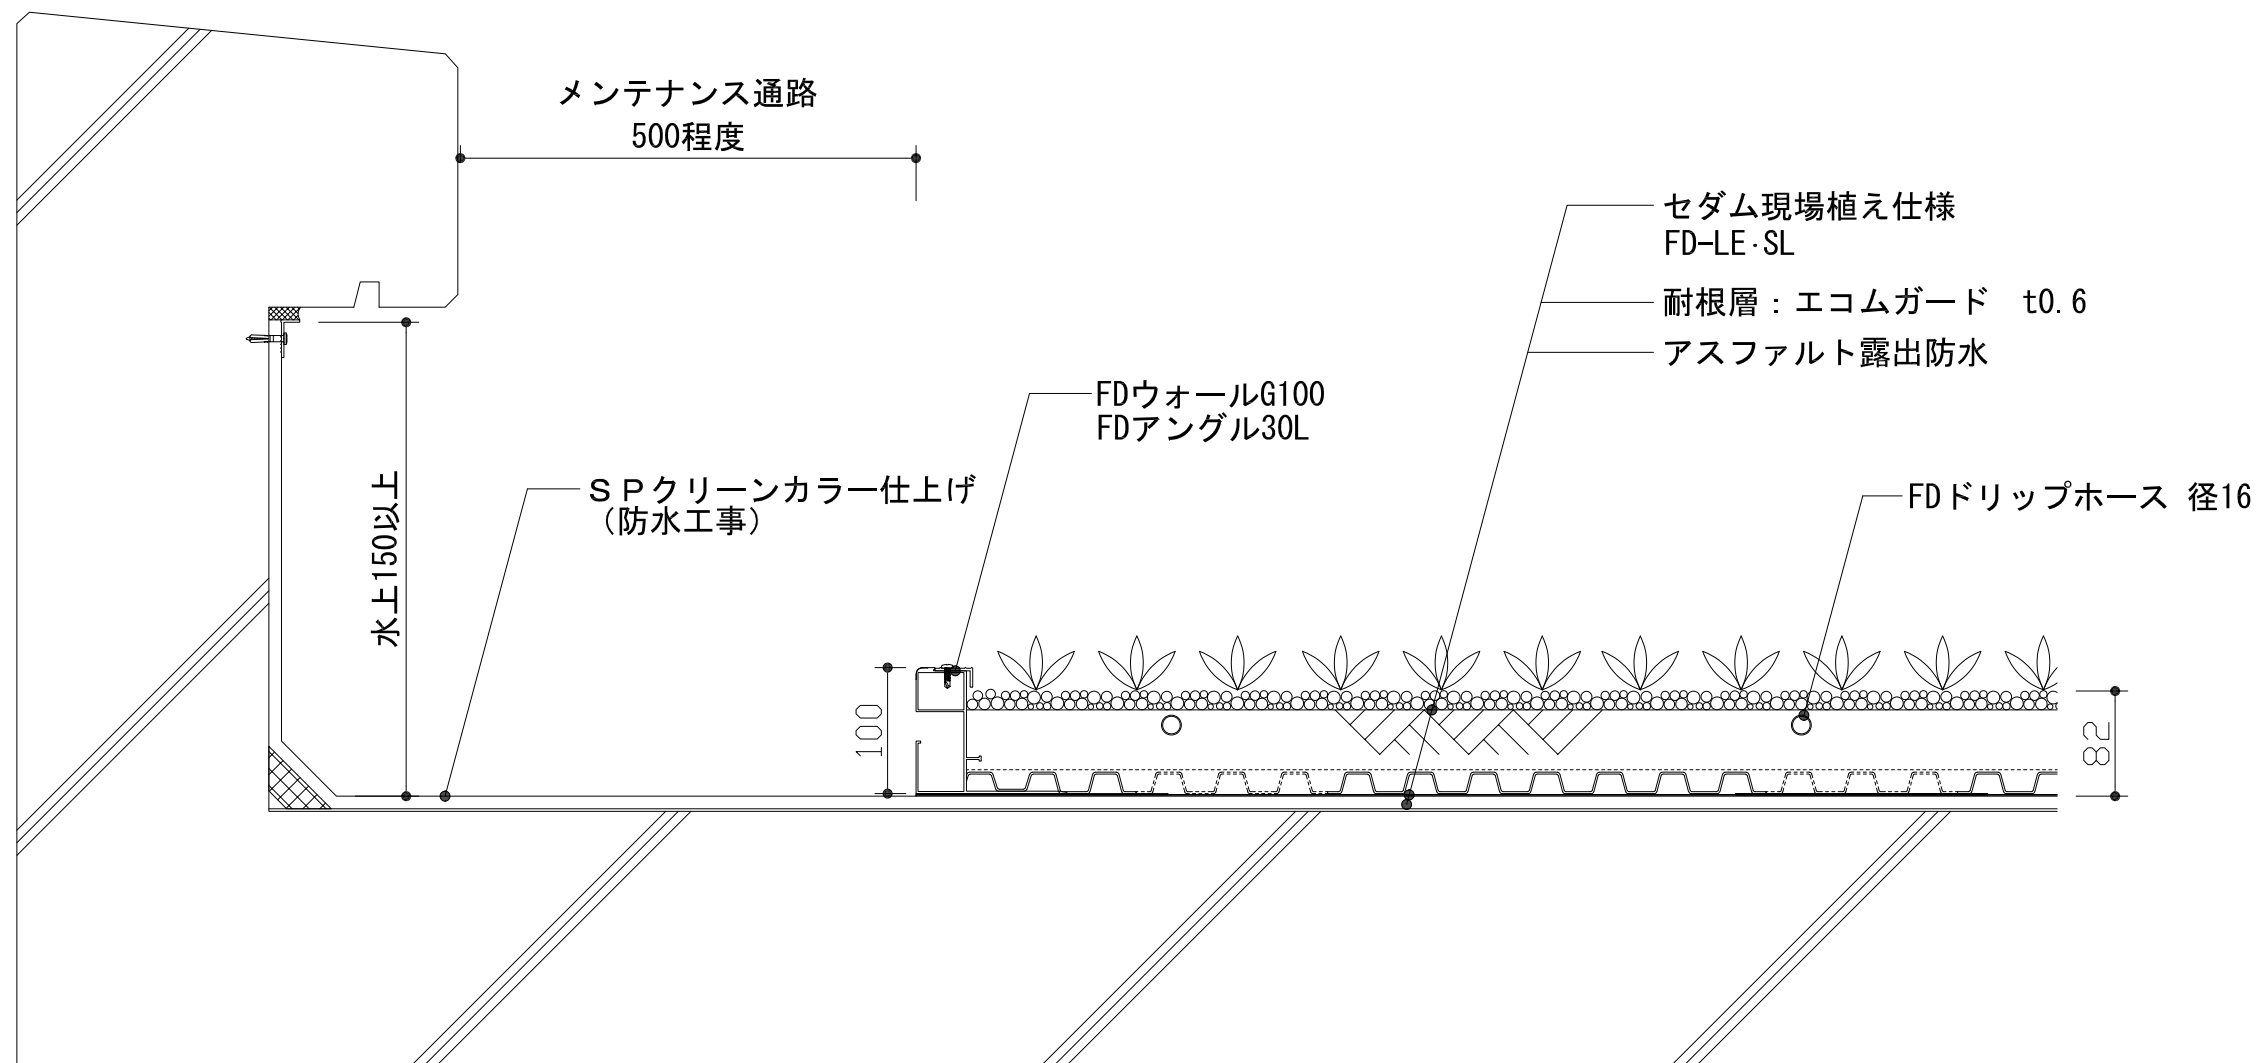 メンテナンス通路
500程度
セダム現場植え仕様
FD-LE·SL
耐根層：エコムガード　t0.6
アスファルト露出防水
FDウォールG100
FDアングル30L
ＳＰクリーンカラー仕上げ
（防水工事）
FDドリップホース 径16
水上150以上
100
82